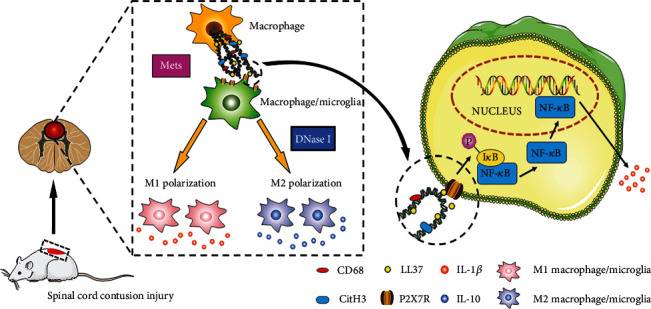 Macrophage
Mets
Macrophage/microglia
DNase I
M1 polarization
M2 polarization
Spinal cord contusion injury
NUCLEUS
NF-κB
P
IκB
NF-κB
NF-κB
CD68
LL37
IL-1β
M1 macrophage/microglia
CitH3
P2X7R
IL-10
M2 macrophage/microglia